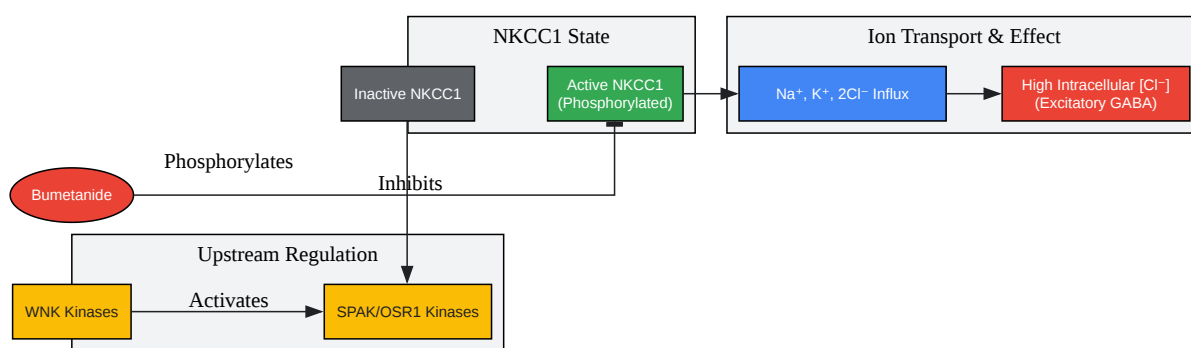 NKCC1 State
Ion Transport & Effect
Inactive NKCC1
Active NKCC1
(Phosphorylated)
Na⁺, K⁺, 2Cl⁻ Influx
High Intracellular [Cl⁻]
(Excitatory GABA)
Phosphorylates
Inhibits
Bumetanide
Upstream Regulation
WNK Kinases
Activates
SPAK/OSR1 Kinases